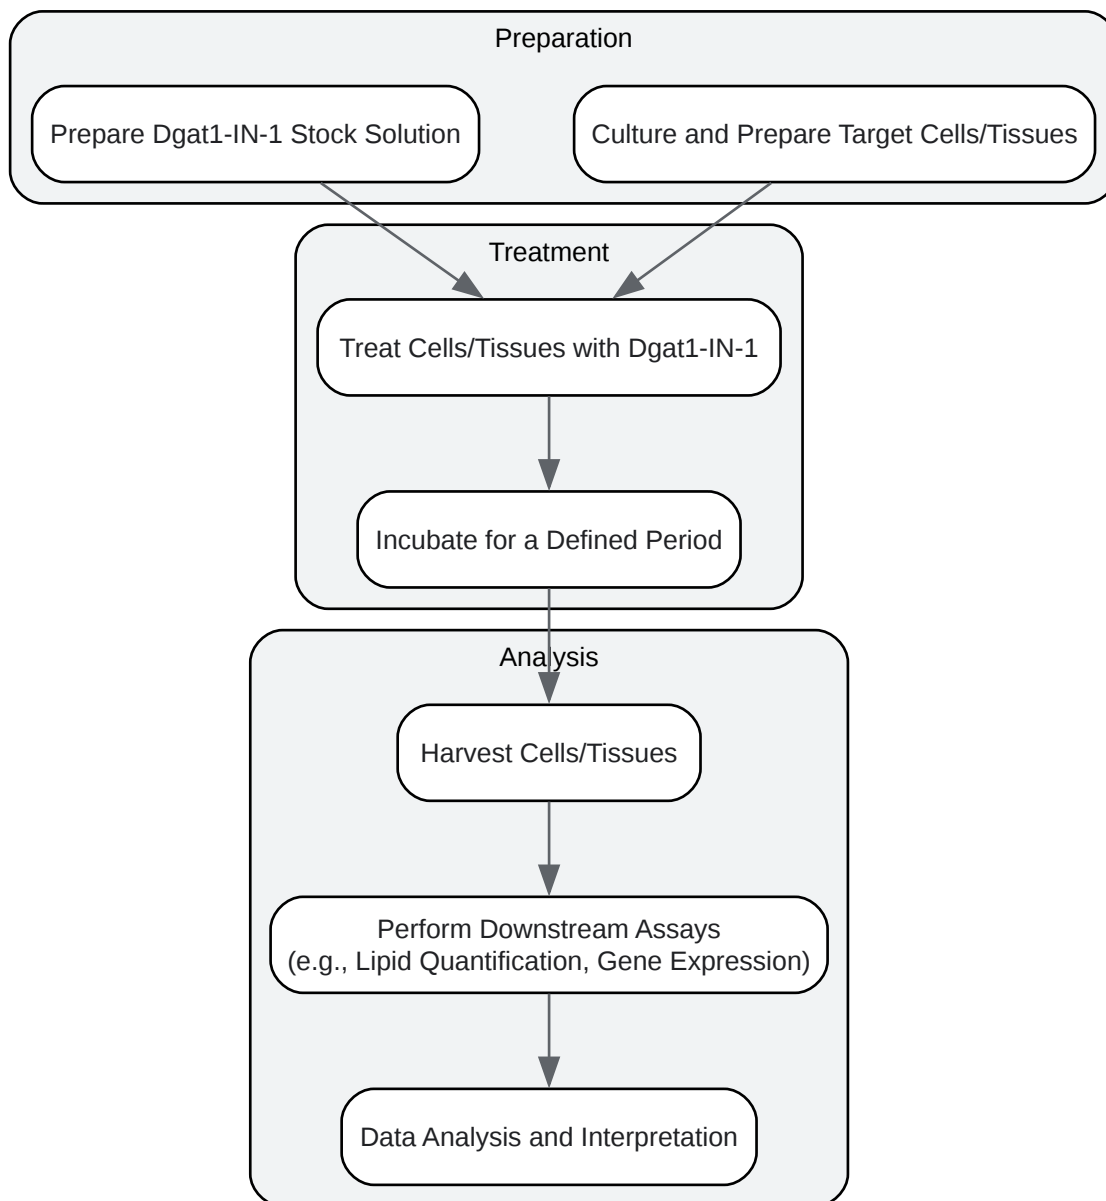 Preparation
Prepare Dgat1-IN-1 Stock Solution
Culture and Prepare Target Cells/Tissues
Treatment
Treat Cells/Tissues with Dgat1-IN-1
Incubate for a Defined Period
Analysis
Harvest Cells/Tissues
Perform Downstream Assays
(e.g., Lipid Quantification, Gene Expression)
Data Analysis and Interpretation